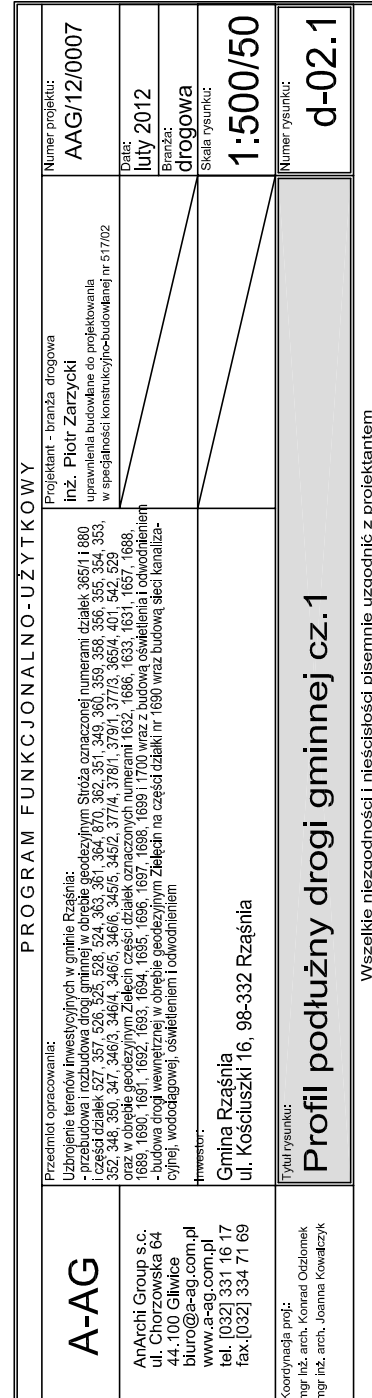 PROGRAM FUNKCJONALNO-UŻYTKOWY
A-AG
AnArchi Group s.c.
ul. Chorzowska 64
44.100 Gliwice
biuro@a-ag.com.pl
www.a-ag.com.pl
tel. [032] 331 16 17
fax.[032] 334 71 69
Przedmiot opracowania:
Uzbrojenie terenów inwestycyjnych w gminie Rząśnia:
- przebudowa i rozbudowa drogi gminnej w obrębie geodezyjnym Stróża oznaczonej numerami działek 365/1 i 880
i części działek 527, 357, 526, 525, 528, 524, 363, 361, 364, 870, 362, 351, 349, 360, 359, 358, 356, 355, 354, 353,
352, 348, 350, 347, 346/3, 346/4, 346/5, 346/6, 345/5, 345/2, 377/4, 378/1, 379/1, 377/3, 365/4, 401, 542, 529
oraz w obrębie geodezyjnym Zielęcin części działek oznaczonych numerami 1632, 1686, 1633, 1631, 1657, 1688,
1689, 1690, 1691, 1692, 1693, 1694, 1695, 1696, 1697, 1698, 1699 i 1700 wraz z budową oświetlenia i odwodnieniem
- budowa drogi wewnętrznej w obrębie geodezyjnym Zielęcin na części działki nr 1690 wraz budową sieci kanaliza-
cyjnej, wodociągowej, oświetleniem i odwodnieniem
Inwestor:
Gmina Rząśnia
ul. Kościuszki 16, 98-332 Rząśnia
Projektant - branża drogowa
inż. Piotr Zarzycki
uprawnienia budowlane do projektowania
w specjalności konstrukcyjno-budowlanej nr 517/02
Numer projektu:
AAG/12/0007
Data:
luty 2012
Branża:
drogowa
Skala rysunku:
1:500/50
Kordynacja proj.:
mgr inż. arch. Konrad Odzlomek
mgr inż. arch. Joanna Kowalczyk
Tytuł rysunku:
Profil podłużny drogi gminnej cz.1
Numer rysunku:
d-02.1
Wszelkie niezgodności i nieścisłości pisemnie uzgodnić z projektantem